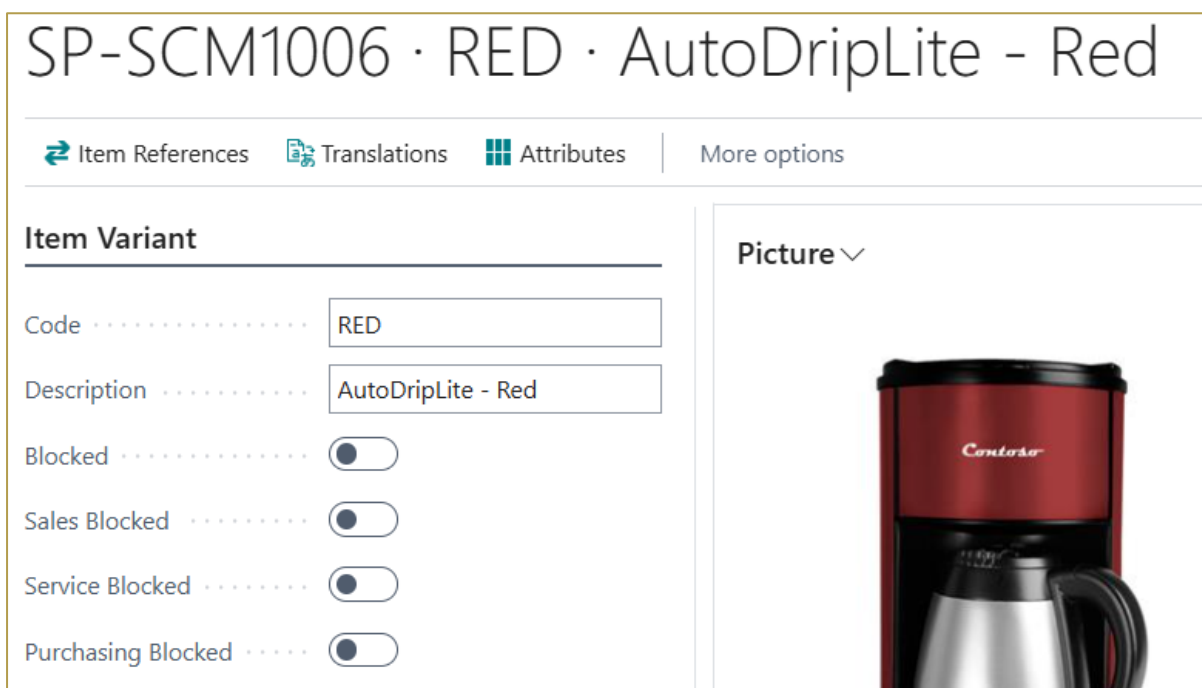 SP-SCM1006 · RED · AutoDripLite - Red
Item References Translations Attributes More options
Item Variant
Code RED
Description AutoDripLite - Red
Blocked
Sales Blocked
Service Blocked
Purchasing Blocked
Picture
Contoso